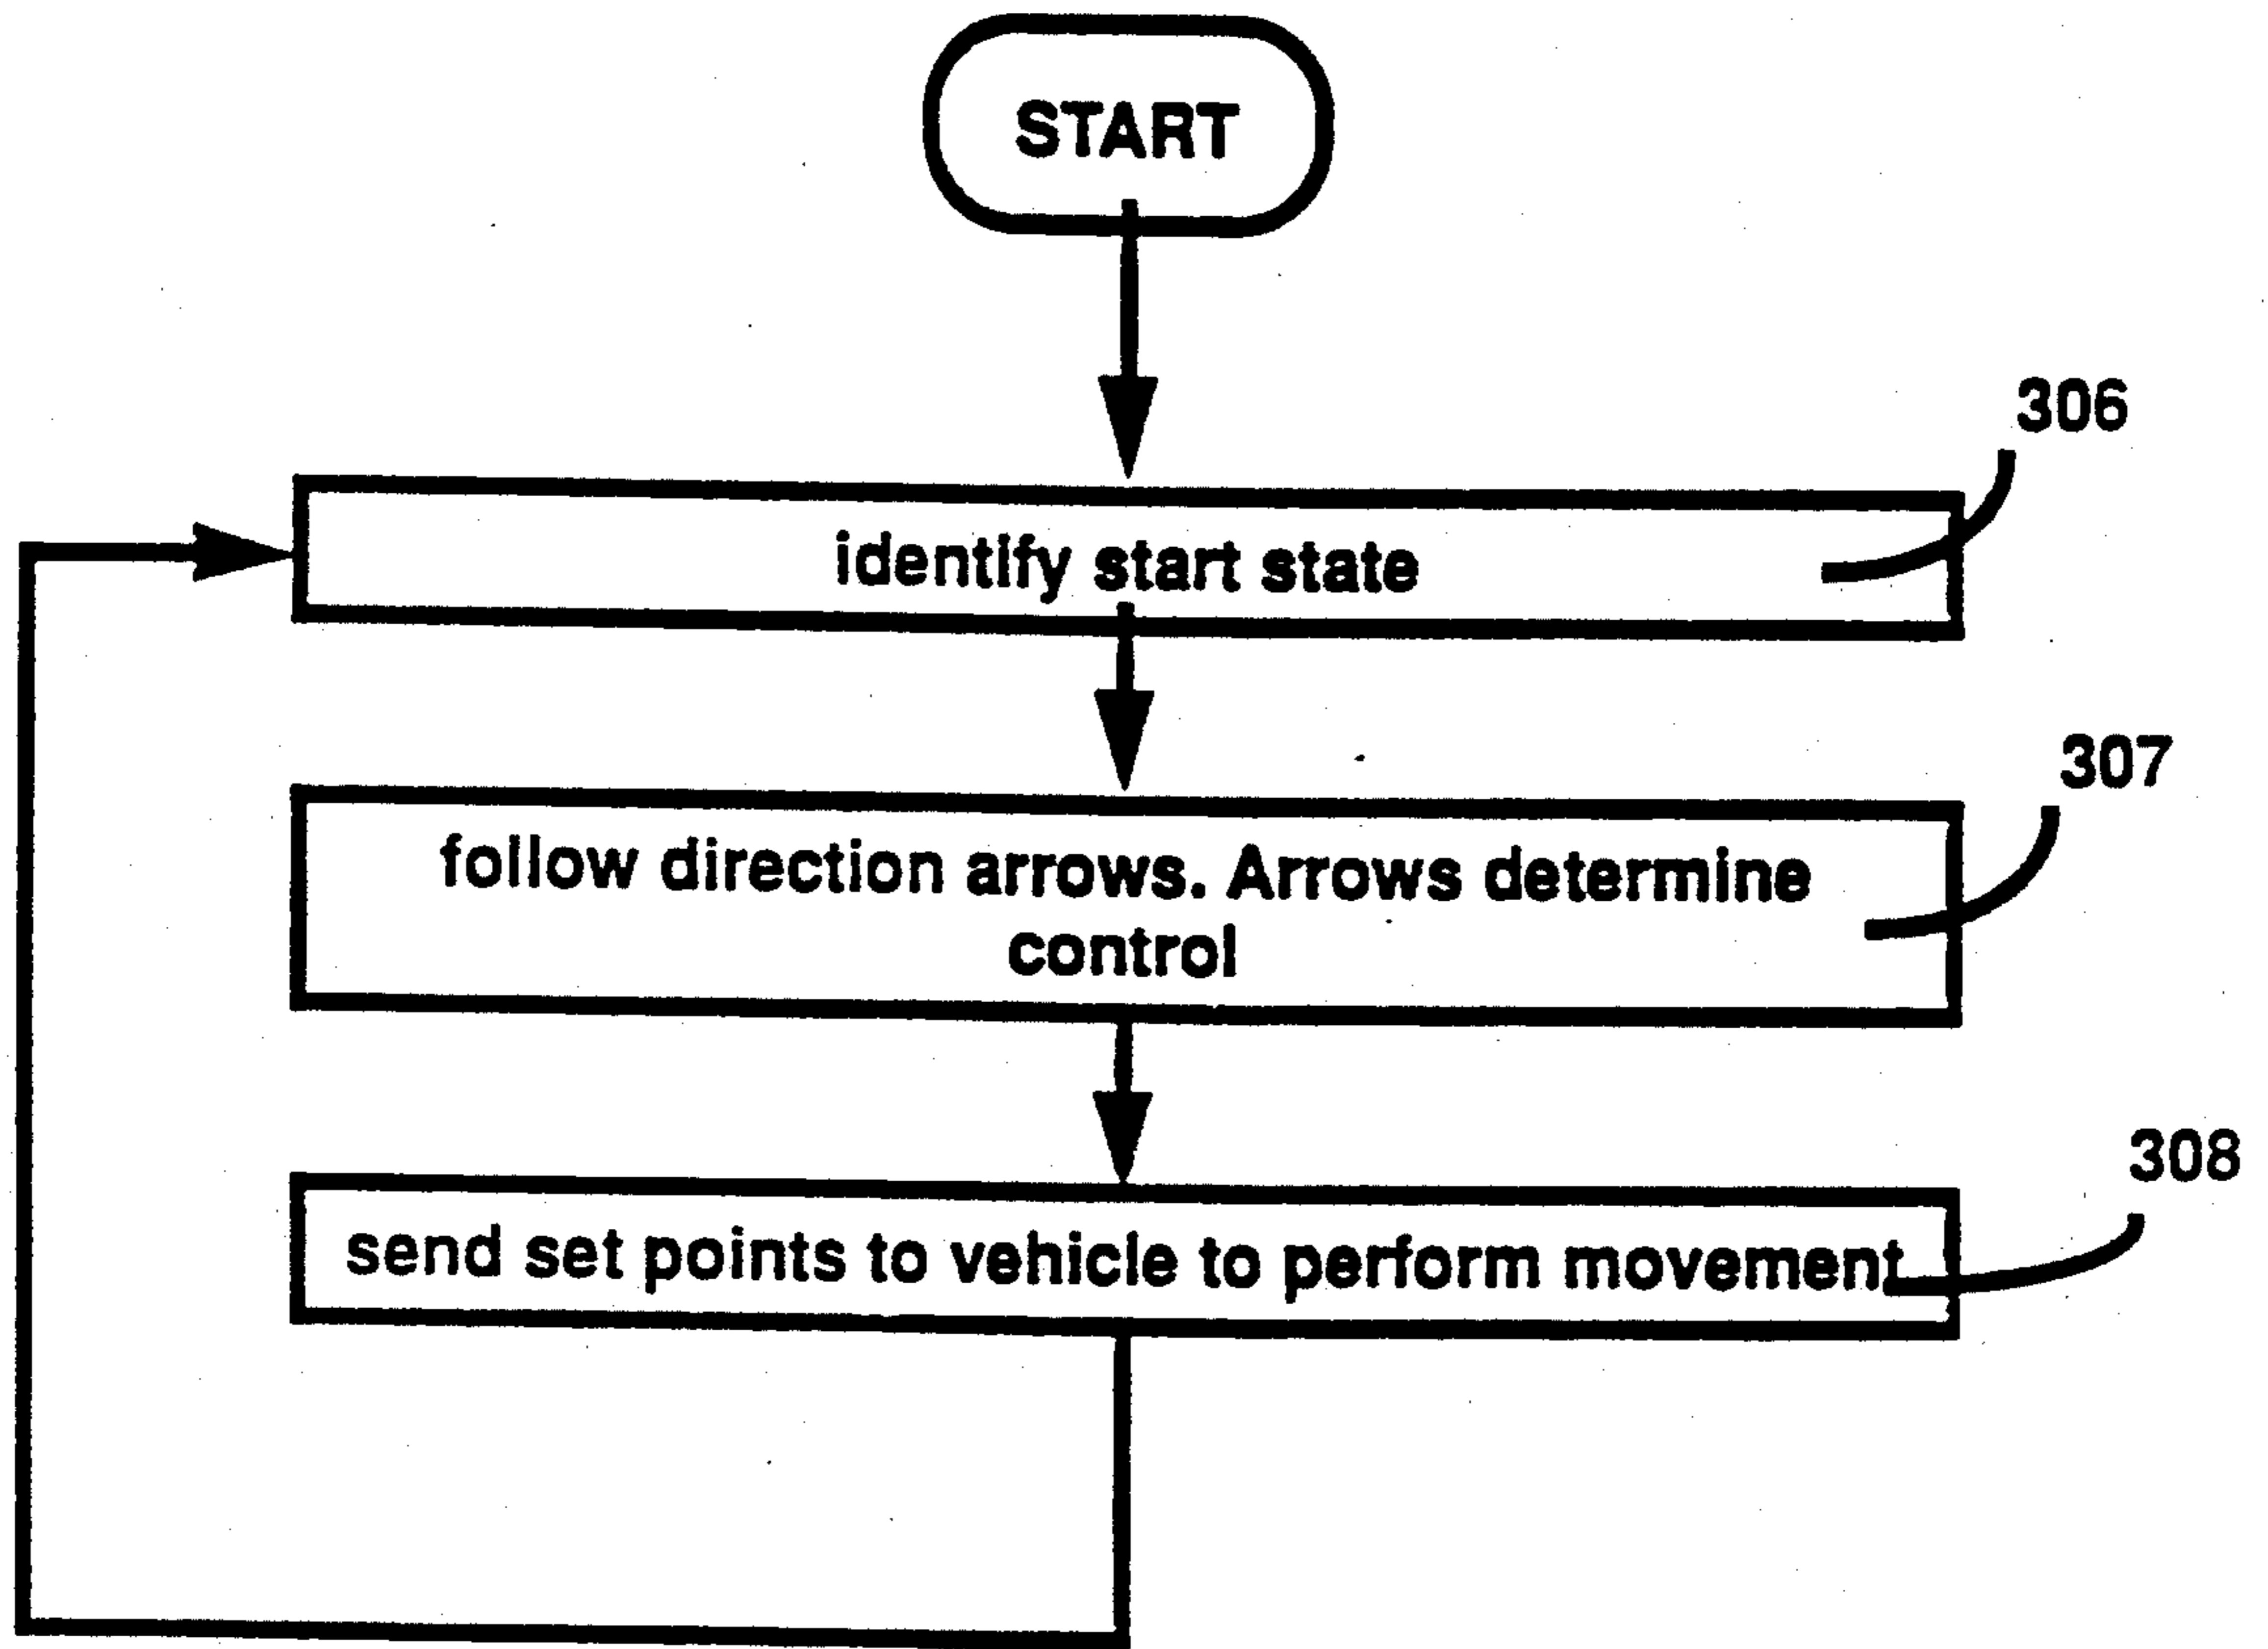 START
306
identify start state
307
follow direction arrows. Arrows determine
control
308
send set points to vehicle to perform movement